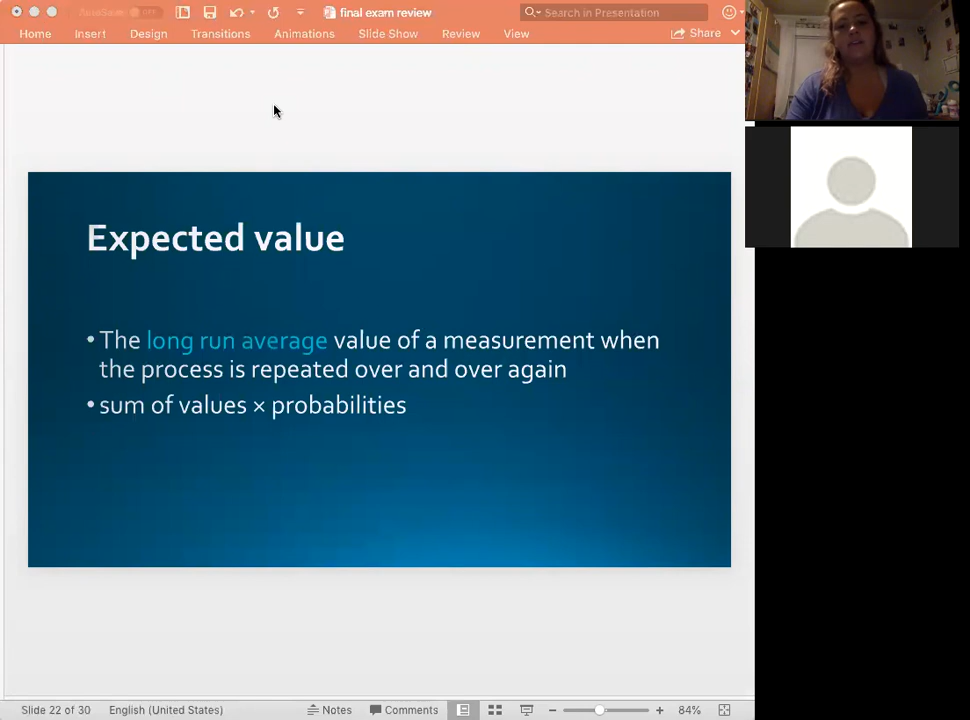 AutoSave OFF
final exam review
Search in Presentation
Home Insert Design Transitions Animations Slide Show Review View Share
Expected value
• The long run average value of a measurement when
the process is repeated over and over again
• sum of values × probabilities
Slide 22 of 30 English (United States) Notes Comments 84%